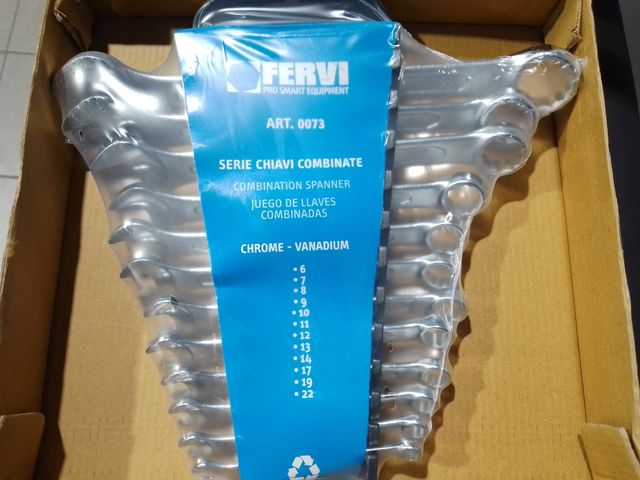 FERVI
PRO SMART EQUIPMENT
ART. 0073
SERIE CHIAVI COMBINATE
COMBINATION SPANNER
JUEGO DE LLAVES
COMBINADAS
CHROME - VANADIUM
• 6
• 7
• 8
• 9
• 10
• 11
• 12
• 13
• 14
• 17
• 19
• 22